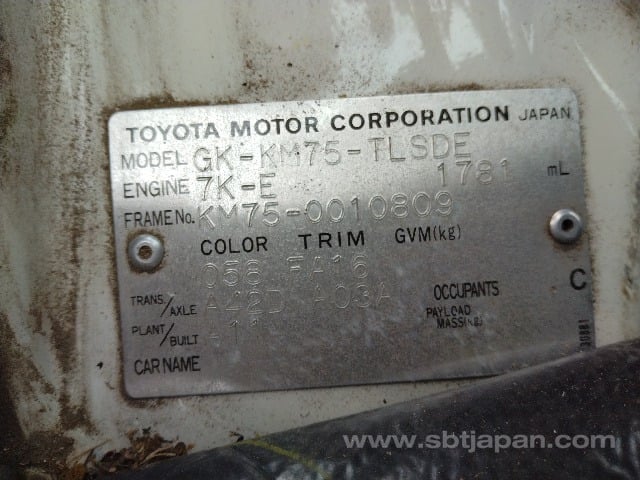 TOYOTA MOTOR CORPORATION JAPAN
MODEL GK-KM75-TLSDE
ENGINE 7K-E 1781 mL
FRAME No. KM75-0010809
COLOR TRIM GVM(kg)
058 FA16
TRANS./AXLE A42D A03A OCCUPANTS C
PLANT/BUILT PAYLOAD MASS(kg)
CAR NAME
www.sbtjapan.com